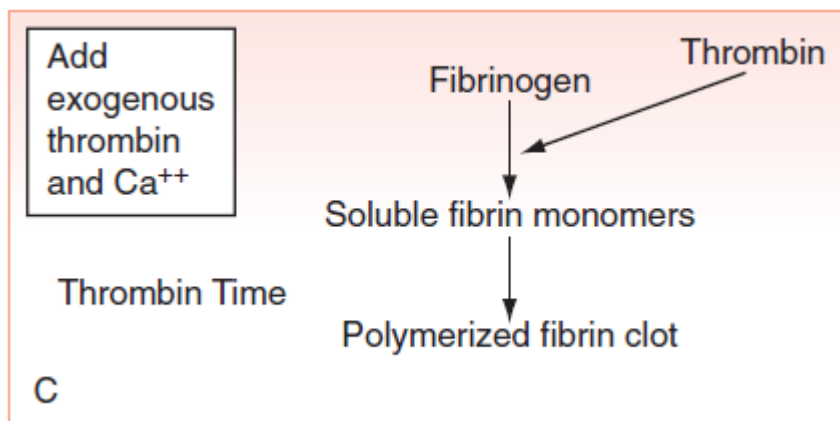 Add
exogenous
thrombin
and Ca⁺⁺
Thrombin
Fibrinogen
Soluble fibrin monomers
Thrombin Time
Polymerized fibrin clot
C